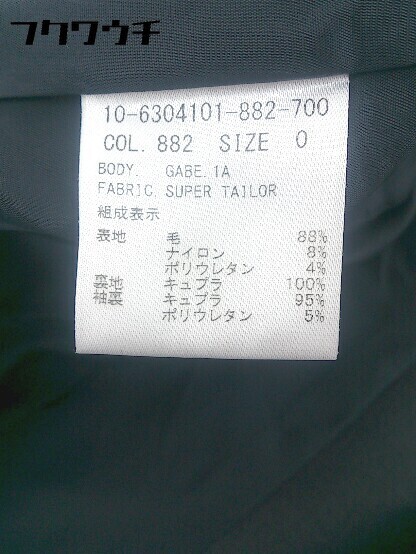 フクワウチ
10-6304101-882-700
COL. 882 SIZE 0
BODY. GABE.1A
FABRIC. SUPER TAILOR
組成表示
表地 毛 88%
ナイロン 8%
ポリウレタン 4%
裏地 キュプラ 100%
袖裏 キュプラ 95%
ポリウレタン 5%